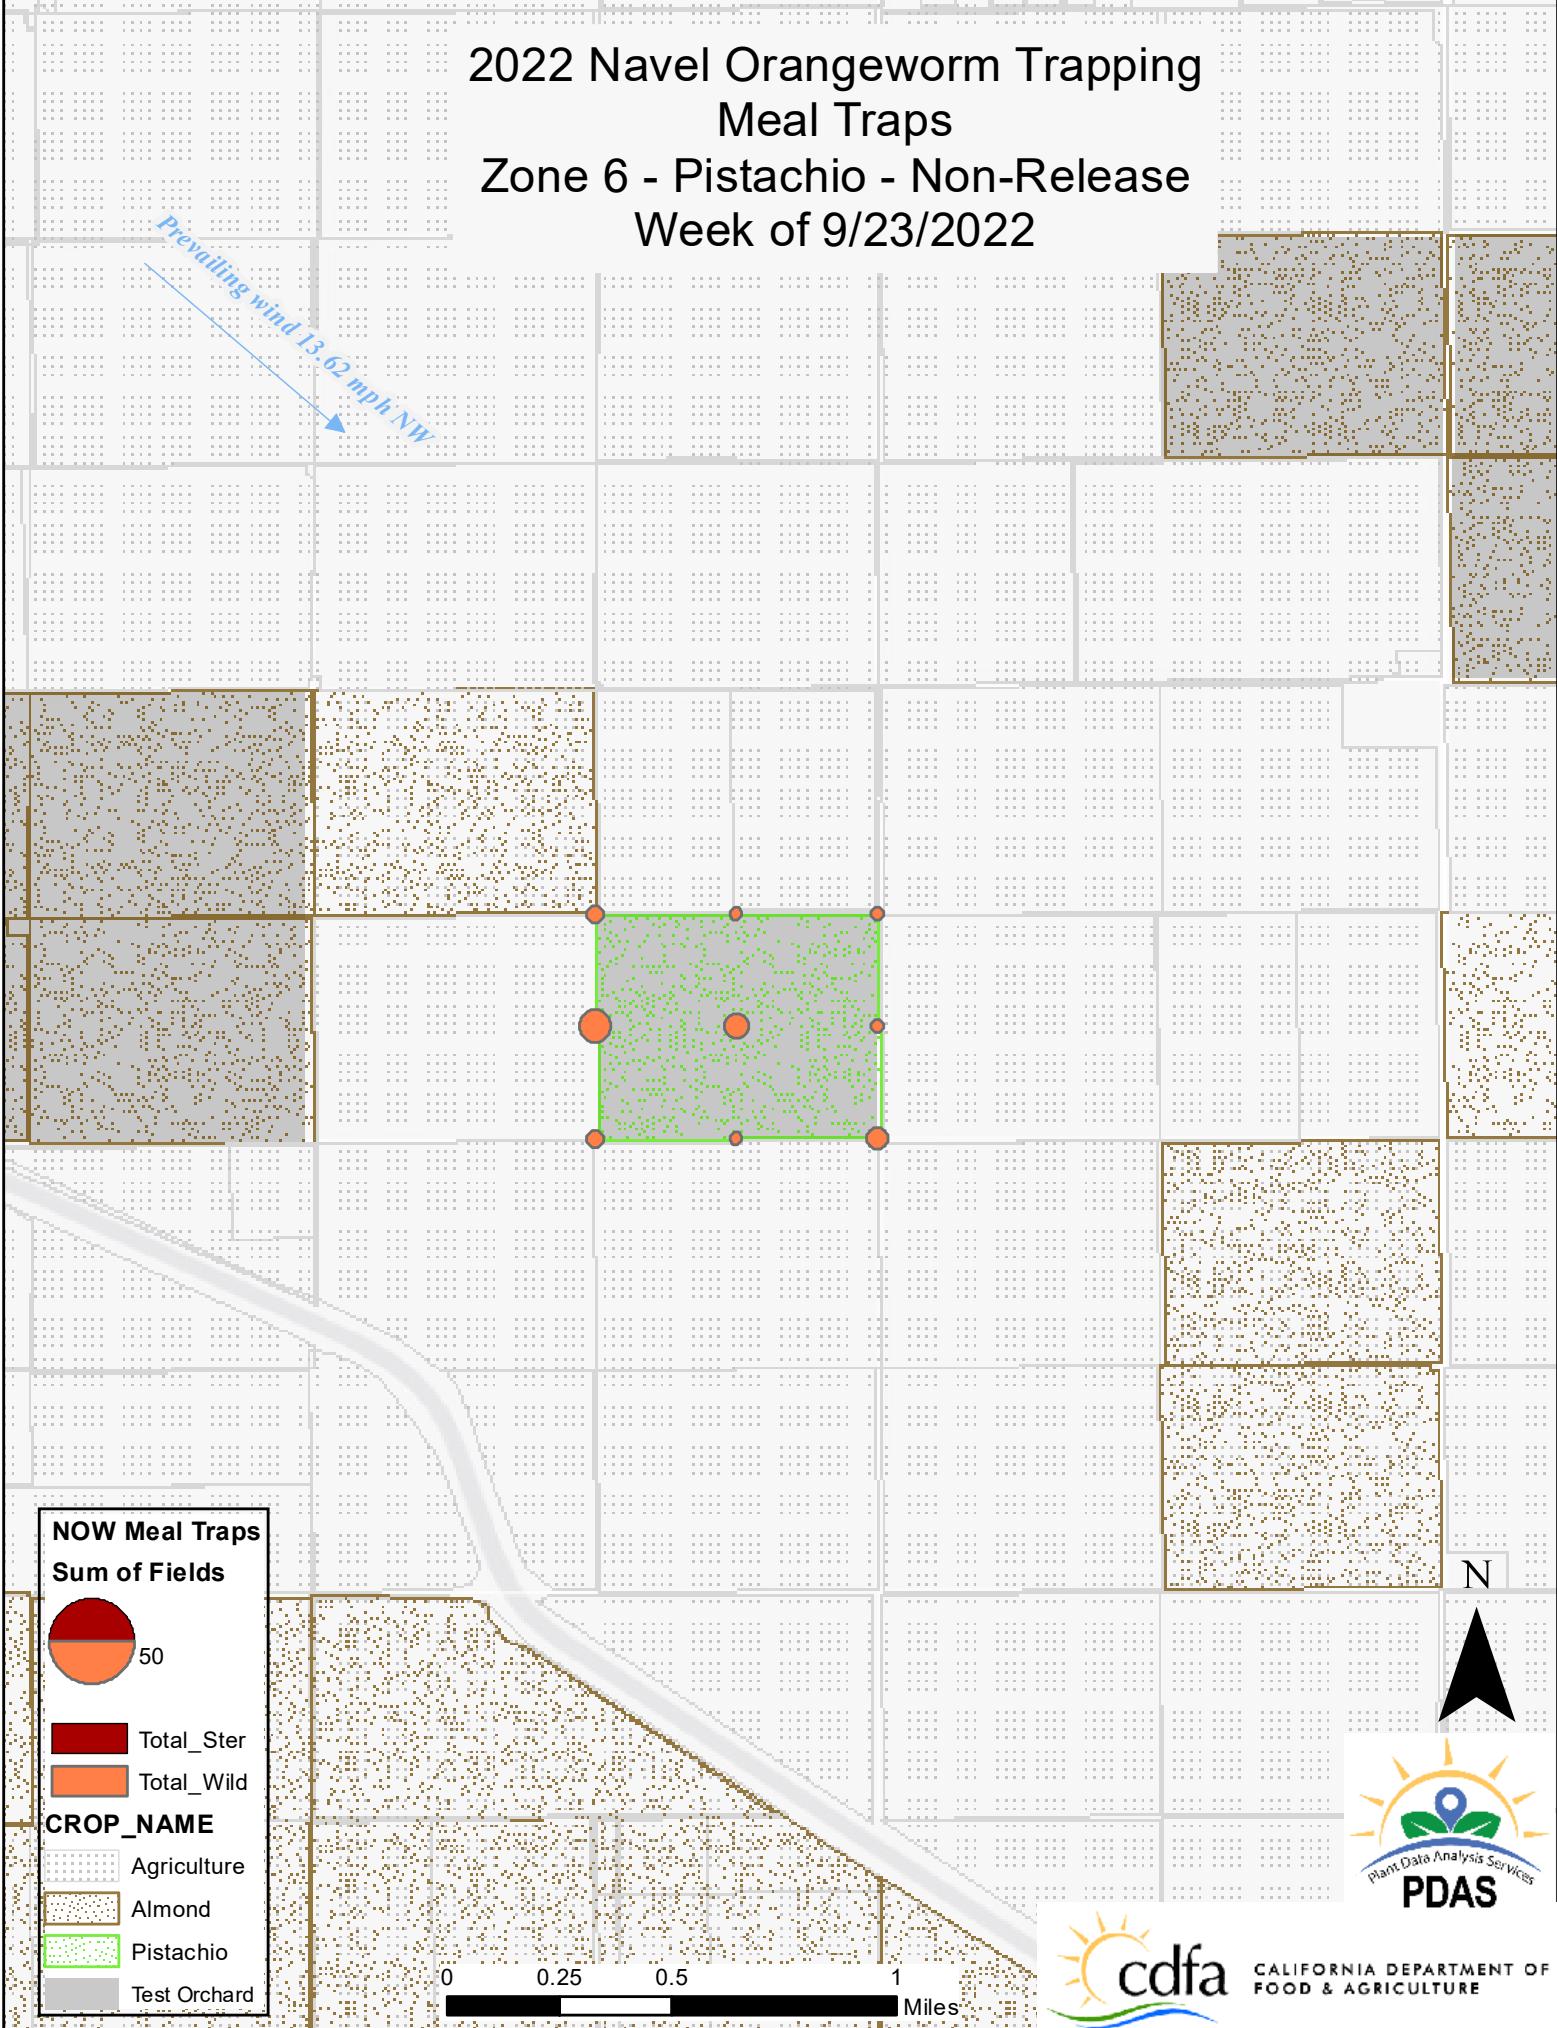 2022 Navel Orangeworm Trapping
Meal Traps
Zone 6 - Pistachio - Non-Release
Week of 9/23/2022
Prevailing wind 13.62 mph NW
NOW Meal Traps
Sum of Fields
50
Total_Ster
Total_Wild
CROP_NAME
Agriculture
Almond
Pistachio
Test Orchard
0 0.25 0.5 1
Miles
N
Plant Data Analysis Services
PDAS
cdfa
CALIFORNIA DEPARTMENT OF
FOOD & AGRICULTURE